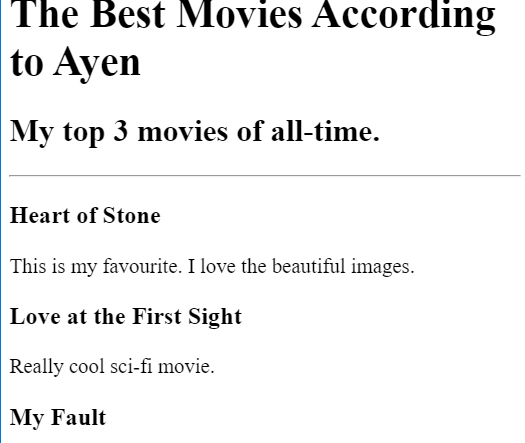 The Best Movies According
to Ayen
My top 3 movies of all-time.
Heart of Stone
This is my favourite. I love the beautiful images.
Love at the First Sight
Really cool sci-fi movie.
My Fault